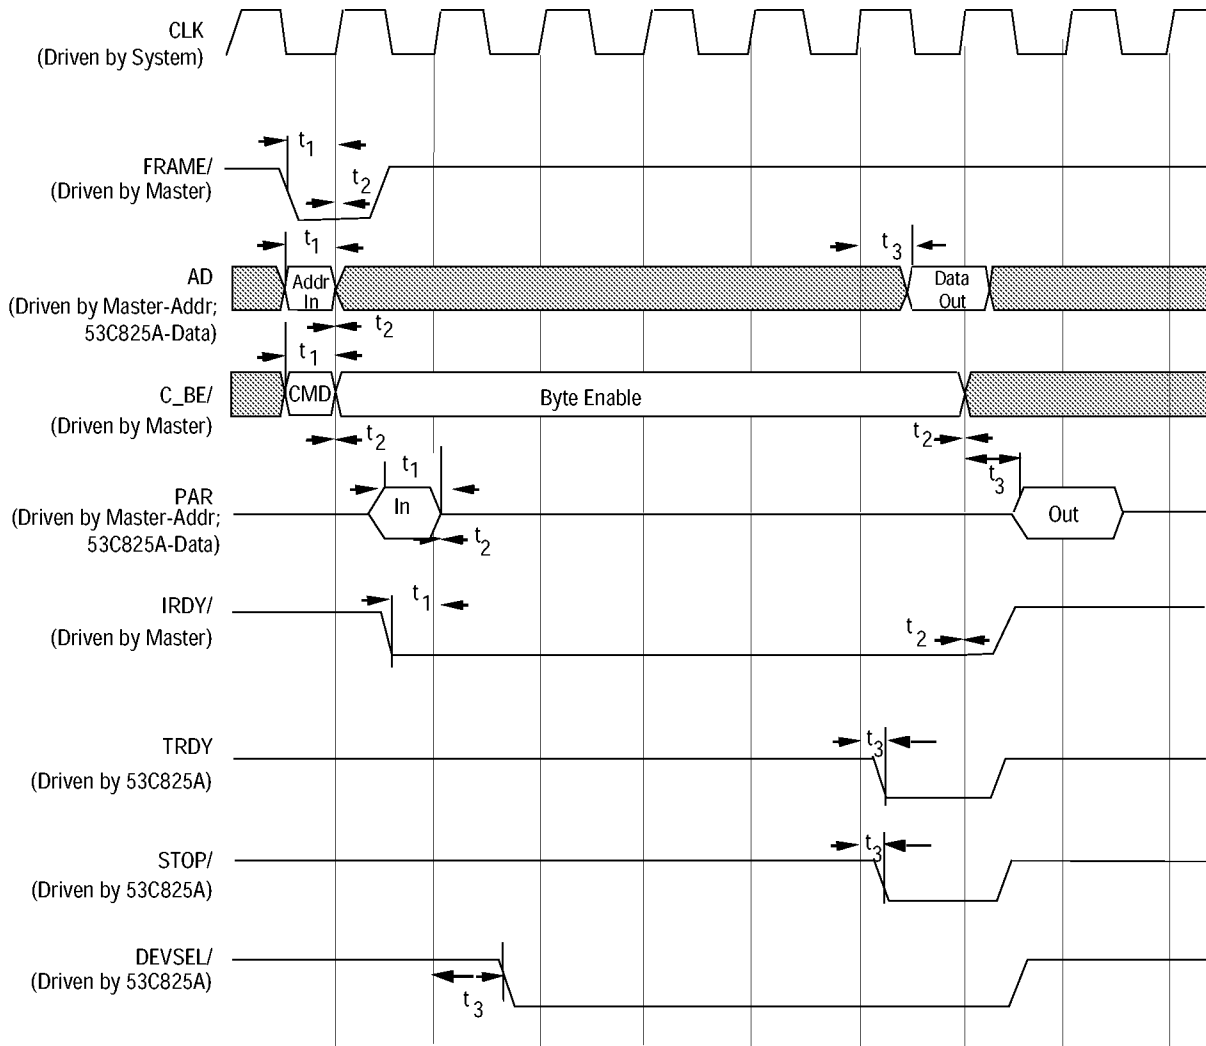 CLK
(Driven by System)
t1
FRAME/
(Driven by Master)
t2
t1
t3
AD
(Driven by Master-Addr;
53C825A-Data)
Addr
In
Data
Out
t2
t1
C_BE/
(Driven by Master)
CMD
Byte Enable
t2
t2
t1
t3
PAR
(Driven by Master-Addr;
53C825A-Data)
In
Out
t2
IRDY/
(Driven by Master)
t1
t2
TRDY
(Driven by 53C825A)
t3
STOP/
(Driven by 53C825A)
t3
DEVSEL/
(Driven by 53C825A)
t3